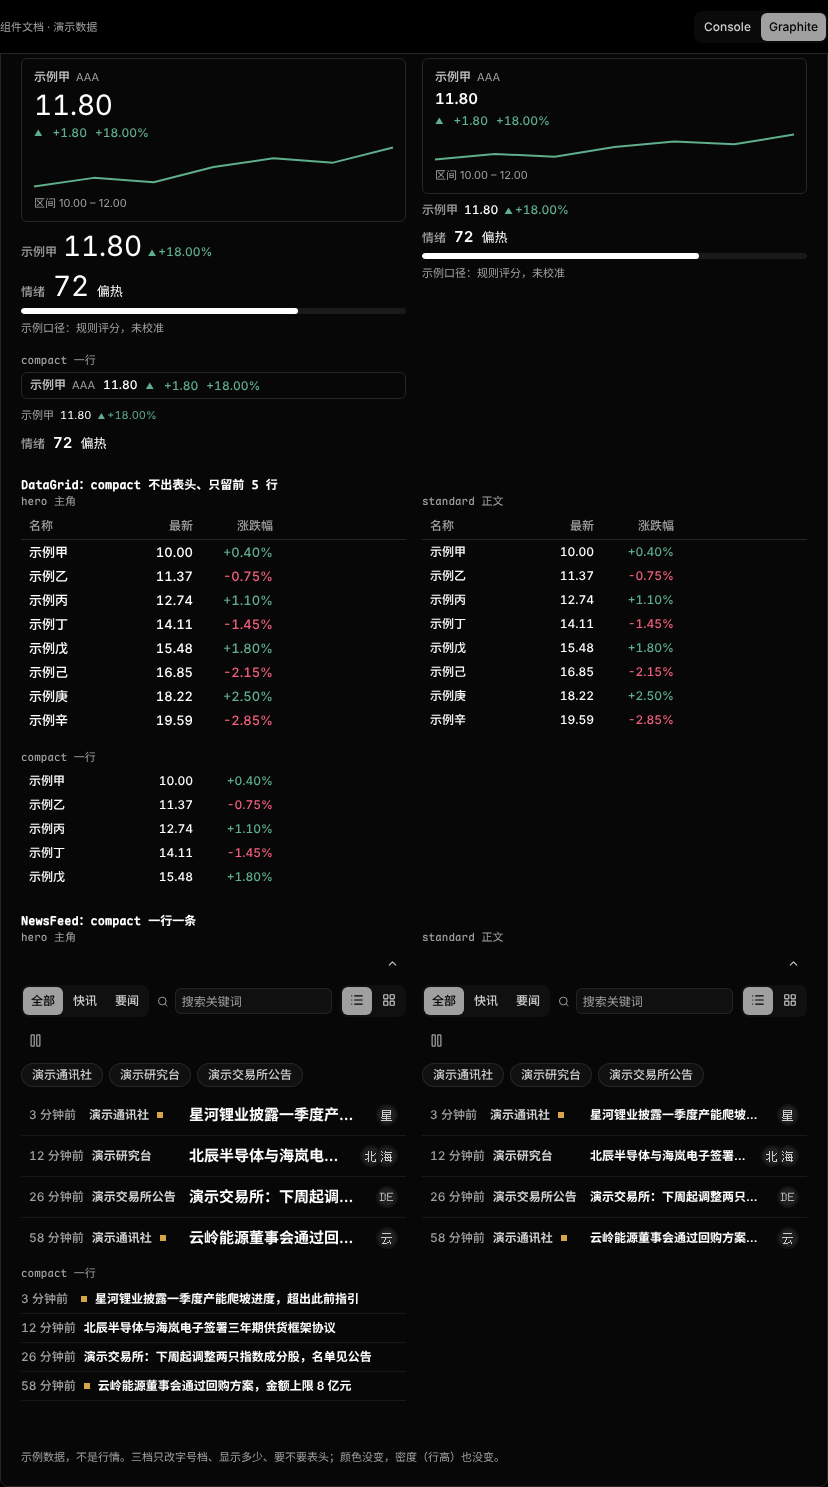 组件文档 · 演示数据
Console Graphite
示例甲 AAA
11.80
▲ +1.80 +18.00%
区间 10.00 – 12.00
示例甲 11.80 ▲+18.00%
情绪 72 偏热
示例口径：规则评分，未校准
compact 一行
示例甲 AAA 11.80 ▲ +1.80 +18.00%
示例甲 11.80 ▲+18.00%
情绪 72 偏热
示例甲 AAA
11.80
▲ +1.80 +18.00%
区间 10.00 – 12.00
示例甲 11.80 ▲+18.00%
情绪 72 偏热
示例口径：规则评分，未校准
DataGrid：compact 不出表头、只留前 5 行
hero 主角
名称 最新 涨跌幅
示例甲 10.00 +0.40%
示例乙 11.37 -0.75%
示例丙 12.74 +1.10%
示例丁 14.11 -1.45%
示例戊 15.48 +1.80%
示例己 16.85 -2.15%
示例庚 18.22 +2.50%
示例辛 19.59 -2.85%
standard 正文
名称 最新 涨跌幅
示例甲 10.00 +0.40%
示例乙 11.37 -0.75%
示例丙 12.74 +1.10%
示例丁 14.11 -1.45%
示例戊 15.48 +1.80%
示例己 16.85 -2.15%
示例庚 18.22 +2.50%
示例辛 19.59 -2.85%
compact 一行
示例甲 10.00 +0.40%
示例乙 11.37 -0.75%
示例丙 12.74 +1.10%
示例丁 14.11 -1.45%
示例戊 15.48 +1.80%
NewsFeed：compact 一行一条
hero 主角
全部 快讯 要闻 搜索关键词
演示通讯社 演示研究台 演示交易所公告
3 分钟前 演示通讯社 星河锂业披露一季度产... 星
12 分钟前 演示研究台 北辰半导体与海岚电... 北 海
26 分钟前 演示交易所公告 演示交易所：下周起调... DE
58 分钟前 演示通讯社 云岭能源董事会通过回... 云
standard 正文
全部 快讯 要闻 搜索关键词
演示通讯社 演示研究台 演示交易所公告
3 分钟前 演示通讯社 星河锂业披露一季度产能爬坡... 星
12 分钟前 演示研究台 北辰半导体与海岚电子签署... 北 海
26 分钟前 演示交易所公告 演示交易所：下周起调整两只... DE
58 分钟前 演示通讯社 云岭能源董事会通过回购方案... 云
compact 一行
3 分钟前 星河锂业披露一季度产能爬坡进度，超出此前指引
12 分钟前 北辰半导体与海岚电子签署三年期供货框架协议
26 分钟前 演示交易所：下周起调整两只指数成分股，名单见公告
58 分钟前 云岭能源董事会通过回购方案，金额上限 8 亿元
示例数据，不是行情。三档只改字号档、显示多少、要不要表头；颜色没变，密度（行高）也没变。